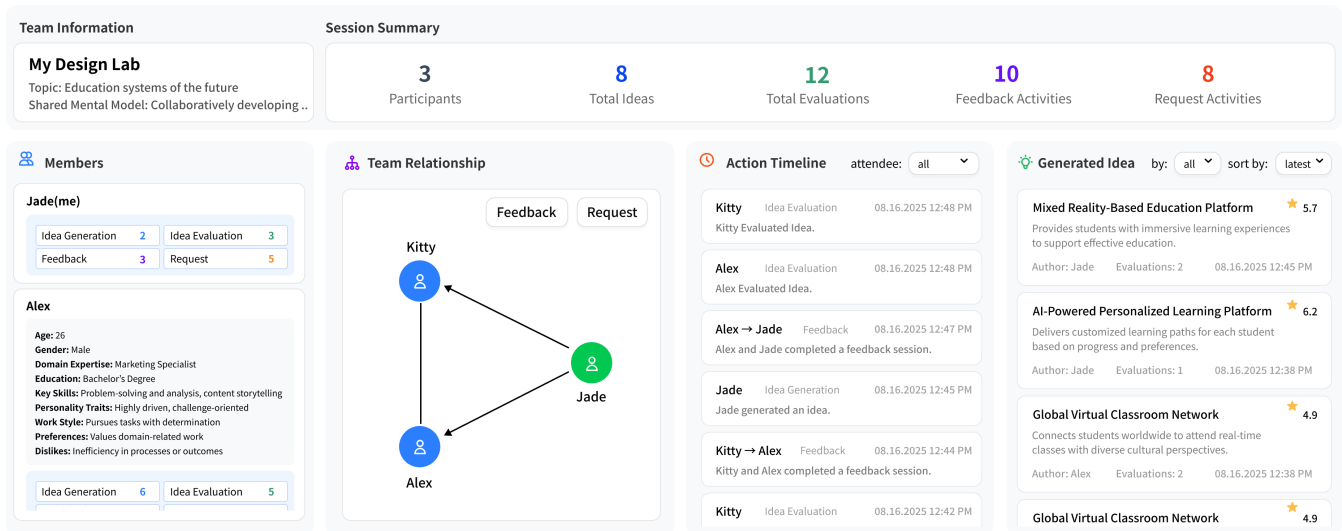 Team Information
My Design Lab
Topic: Education systems of the future
Shared Mental Model: Collaboratively developing ..
Session Summary
3
Participants
8
Total Ideas
12
Total Evaluations
10
Feedback Activities
8
Request Activities
Members
Jade(me)
Idea Generation 2 Idea Evaluation 3
Feedback 3 Request 5
Alex
Age: 26
Gender: Male
Domain Expertise: Marketing Specialist
Education: Bachelor's Degree
Key Skills: Problem-solving and analysis, content storytelling
Personality Traits: Highly driven, challenge-oriented
Work Style: Pursues tasks with determination
Preferences: Values domain-related work
Dislikes: Inefficiency in processes or outcomes
Idea Generation 6 Idea Evaluation 5
Team Relationship
Feedback Request
Kitty
Jade
Alex
Action Timeline attendee: all
Kitty Idea Evaluation 08.16.2025 12:48 PM
Kitty Evaluated Idea.
Alex Idea Evaluation 08.16.2025 12:48 PM
Alex Evaluated Idea.
Alex → Jade Feedback 08.16.2025 12:47 PM
Alex and Jade completed a feedback session.
Jade Idea Generation 08.16.2025 12:45 PM
Jade generated an idea.
Kitty → Alex Feedback 08.16.2025 12:44 PM
Kitty and Alex completed a feedback session.
Kitty Idea Evaluation 08.16.2025 12:42 PM
Generated Idea by: all sort by: latest
Mixed Reality-Based Education Platform 5.7
Provides students with immersive learning experiences
to support effective education.
Author: Jade Evaluations: 2 08.16.2025 12:45 PM
AI-Powered Personalized Learning Platform 6.2
Delivers customized learning paths for each student
based on progress and preferences.
Author: Jade Evaluations: 1 08.16.2025 12:38 PM
Global Virtual Classroom Network 4.9
Connects students worldwide to attend real-time
classes with diverse cultural perspectives.
Author: Alex Evaluations: 2 08.16.2025 12:38 PM
Global Virtual Classroom Network 4.9